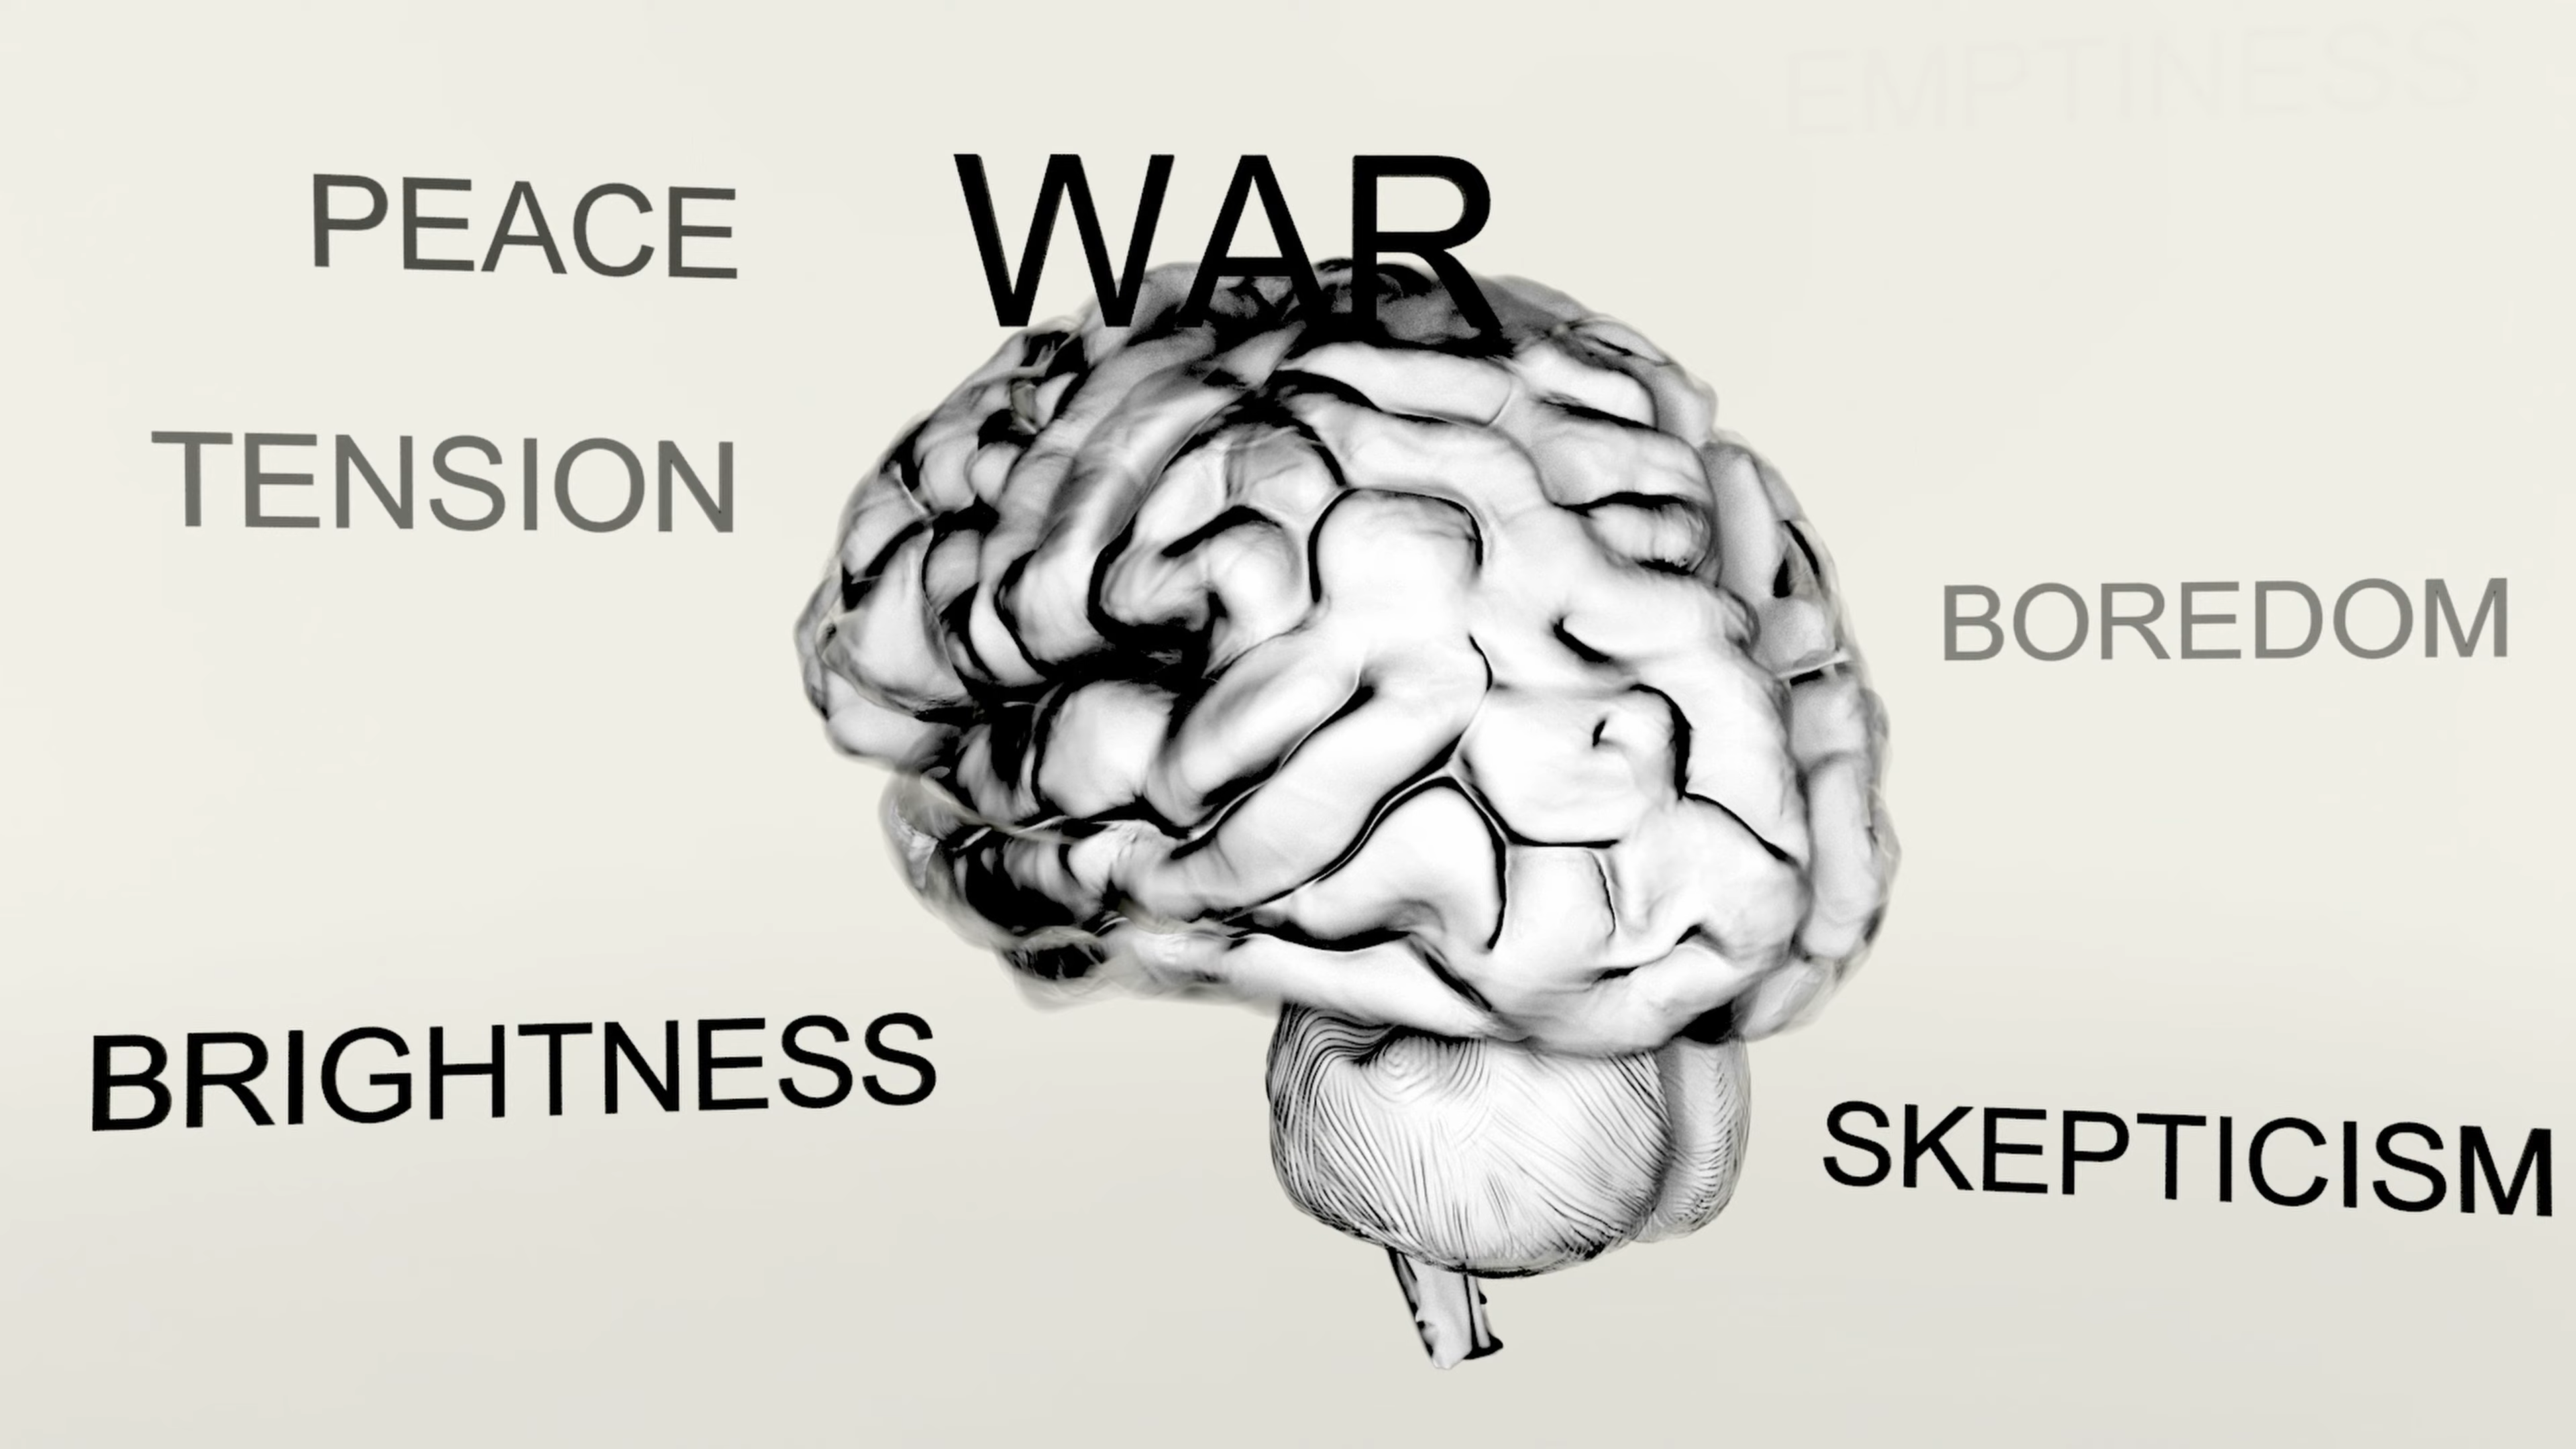 EMPTINESS
PEACE
WAR
TENSION
BOREDOM
BRIGHTNESS
SKEPTICISM